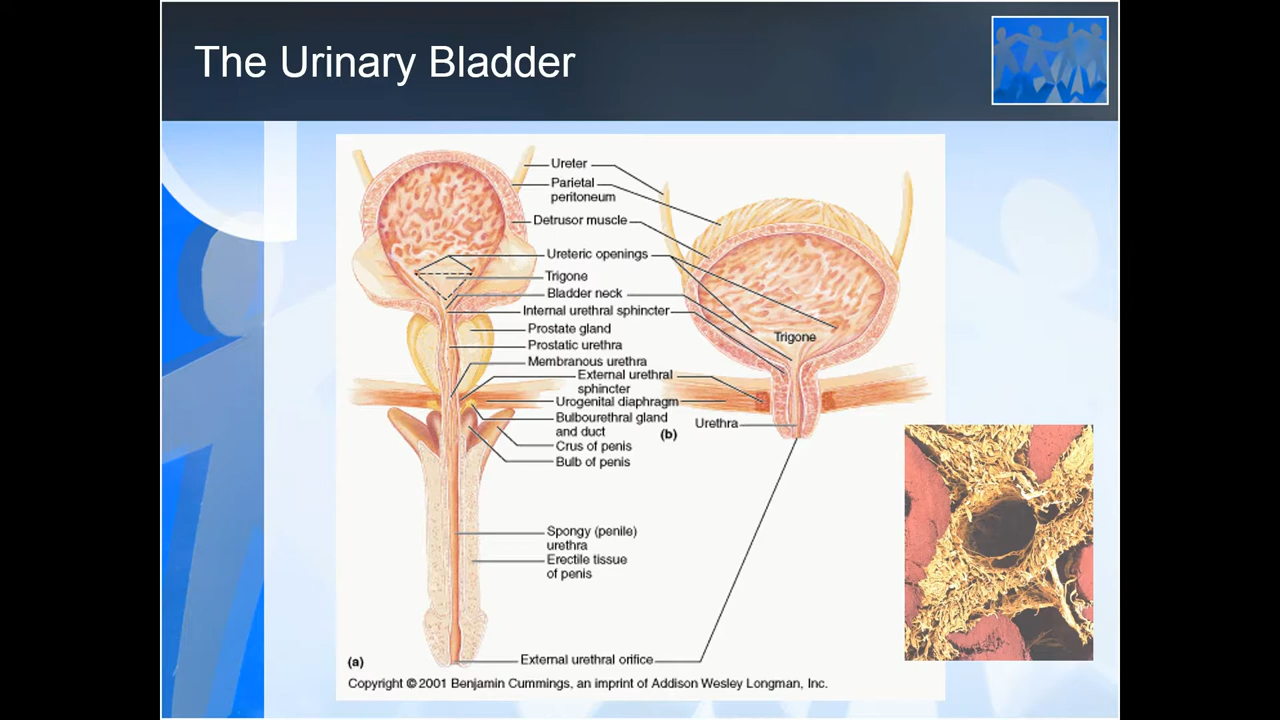 The Urinary Bladder
Ureter
Parietal
peritoneum
Detrusor muscle
Ureteric openings
Trigone
Bladder neck
Internal urethral sphincter
Prostate gland
Trigone
Prostatic urethra
Membranous urethra
External urethral
sphincter
Urogenital diaphragm
Bulbourethral gland
and duct
Urethra
(b)
Crus of penis
Bulb of penis
Spongy (penile)
urethra
Erectile tissue
of penis
(a)
External urethral orifice
Copyright © 2001 Benjamin Cummings, an imprint of Addison Wesley Longman, Inc.